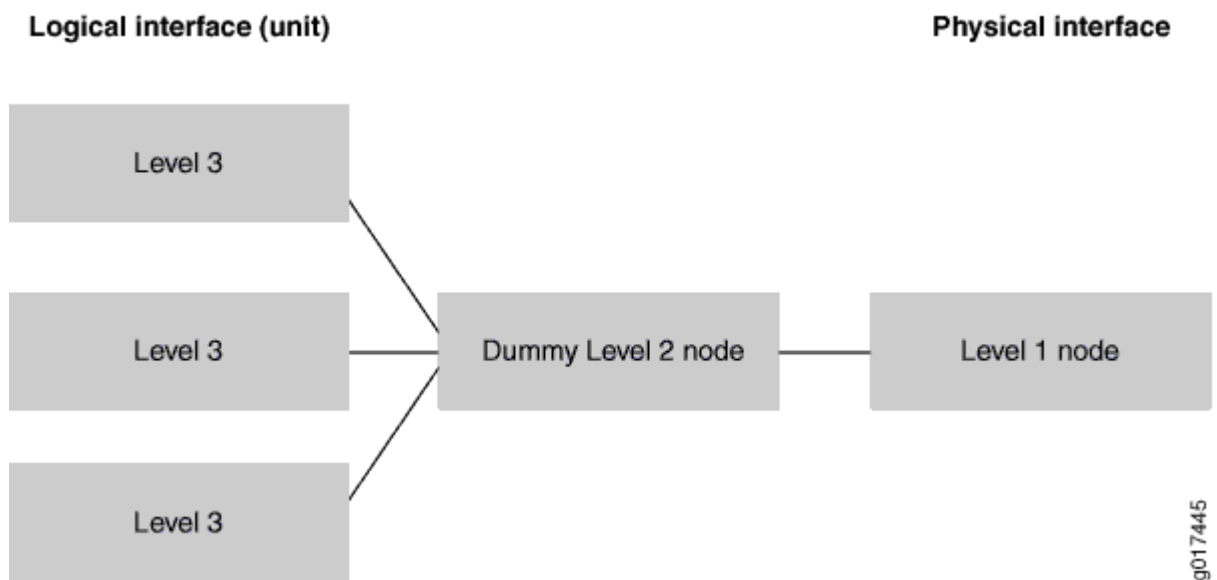 Logical interface (unit)
Physical interface
Level 3
Level 3
Dummy Level 2 node
Level 1 node
Level 3
g017445